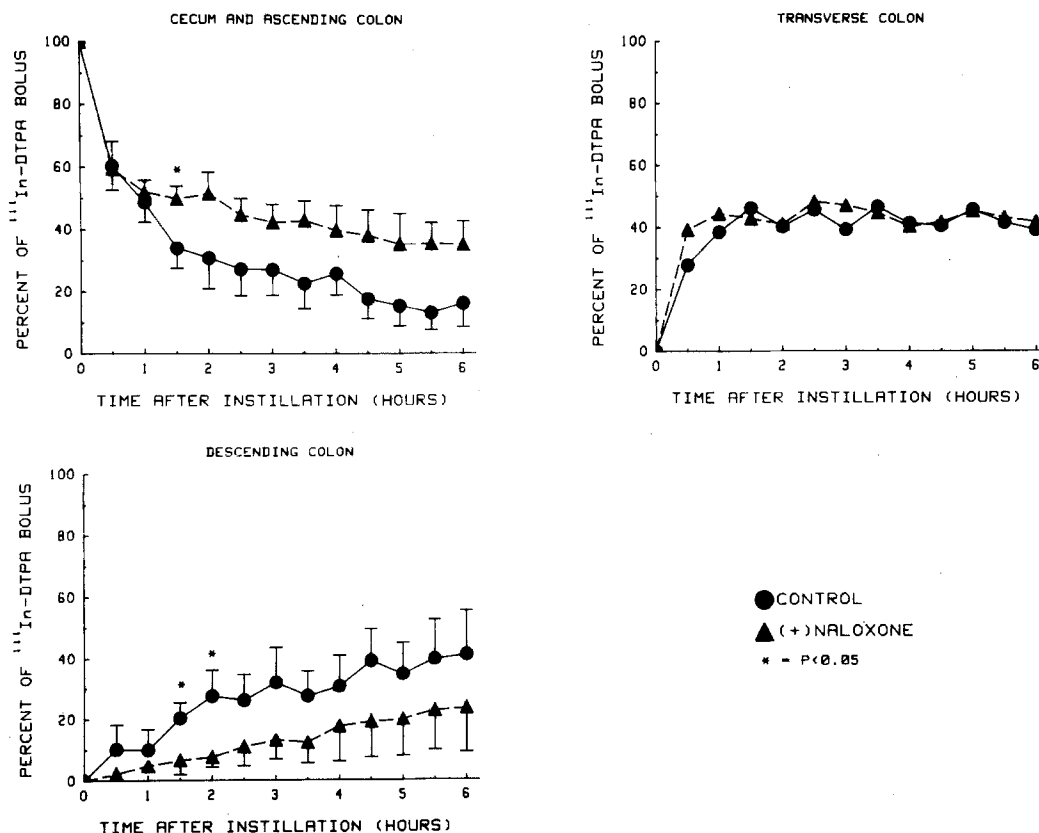 CECUM AND ASCENDING COLON
PERCENT OF ¹¹¹In-DTPA BOLUS
100
80
60
40
20
0
*
0 1 2 3 4 5 6
TIME AFTER INSTILLATION (HOURS)
TRANSVERSE COLON
PERCENT OF ¹¹¹In-DTPA BOLUS
100
80
60
40
20
0
0 1 2 3 4 5 6
TIME AFTER INSTILLATION (HOURS)
DESCENDING COLON
PERCENT OF ¹¹¹In-DTPA BOLUS
100
80
60
40
20
0
* *
0 1 2 3 4 5 6
TIME AFTER INSTILLATION (HOURS)
CONTROL
(+)NALOXONE
* = P<0.05